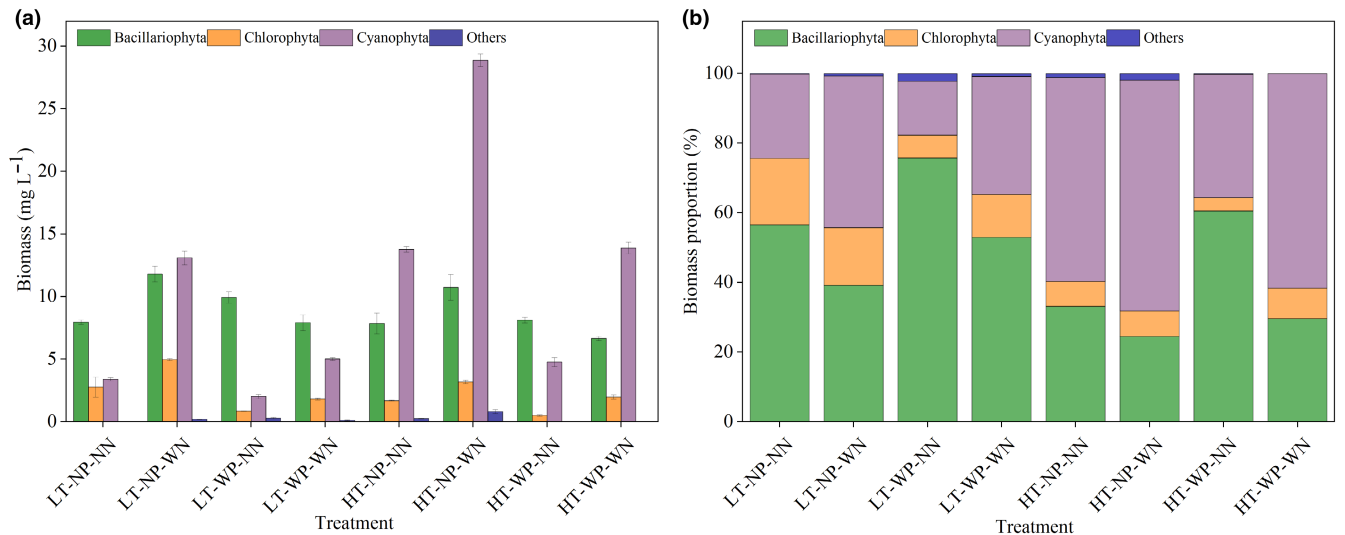 (a)
Bacillariophyta Chlorophyta Cyanophyta Others
30
25
20
15
10
5
0
Biomass (mg L−1)
LT-NP-NN
LT-NP-WN
LT-WP-NN
LT-WP-WN
HT-NP-NN
HT-NP-WN
HT-WP-NN
HT-WP-WN
Treatment
(b)
Bacillariophyta Chlorophyta Cyanophyta Others
100
80
60
40
20
0
Biomass proportion (%)
LT-NP-NN
LT-NP-WN
LT-WP-NN
LT-WP-WN
HT-NP-NN
HT-NP-WN
HT-WP-NN
HT-WP-WN
Treatment